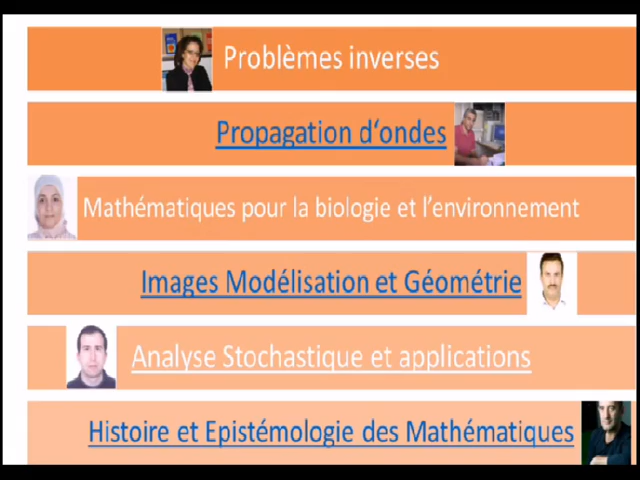 Problèmes inverses
Propagation d‘ondes
Mathématiques pour la biologie et l’environnement
Images Modélisation et Géométrie
Analyse Stochastique et applications
Histoire et Epistémologie des Mathématiques